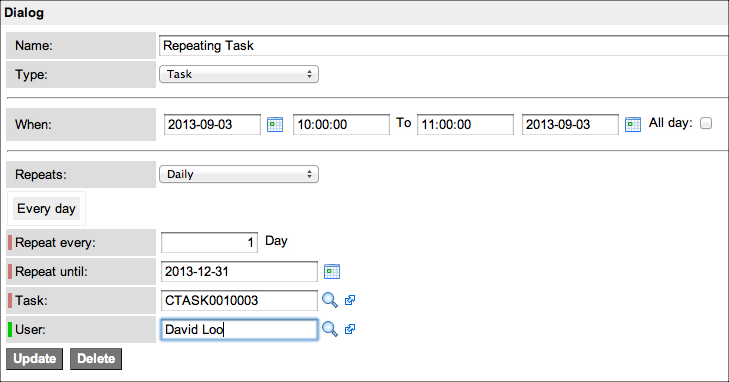 Dialog
Name: Repeating Task
Type: Task
When: 2013-09-03 10:00:00 To 11:00:00 2013-09-03 All day:
Repeats: Daily
Every day
Repeat every: 1 Day
Repeat until: 2013-12-31
Task: CTASK0010003
User: David Loo
Update Delete